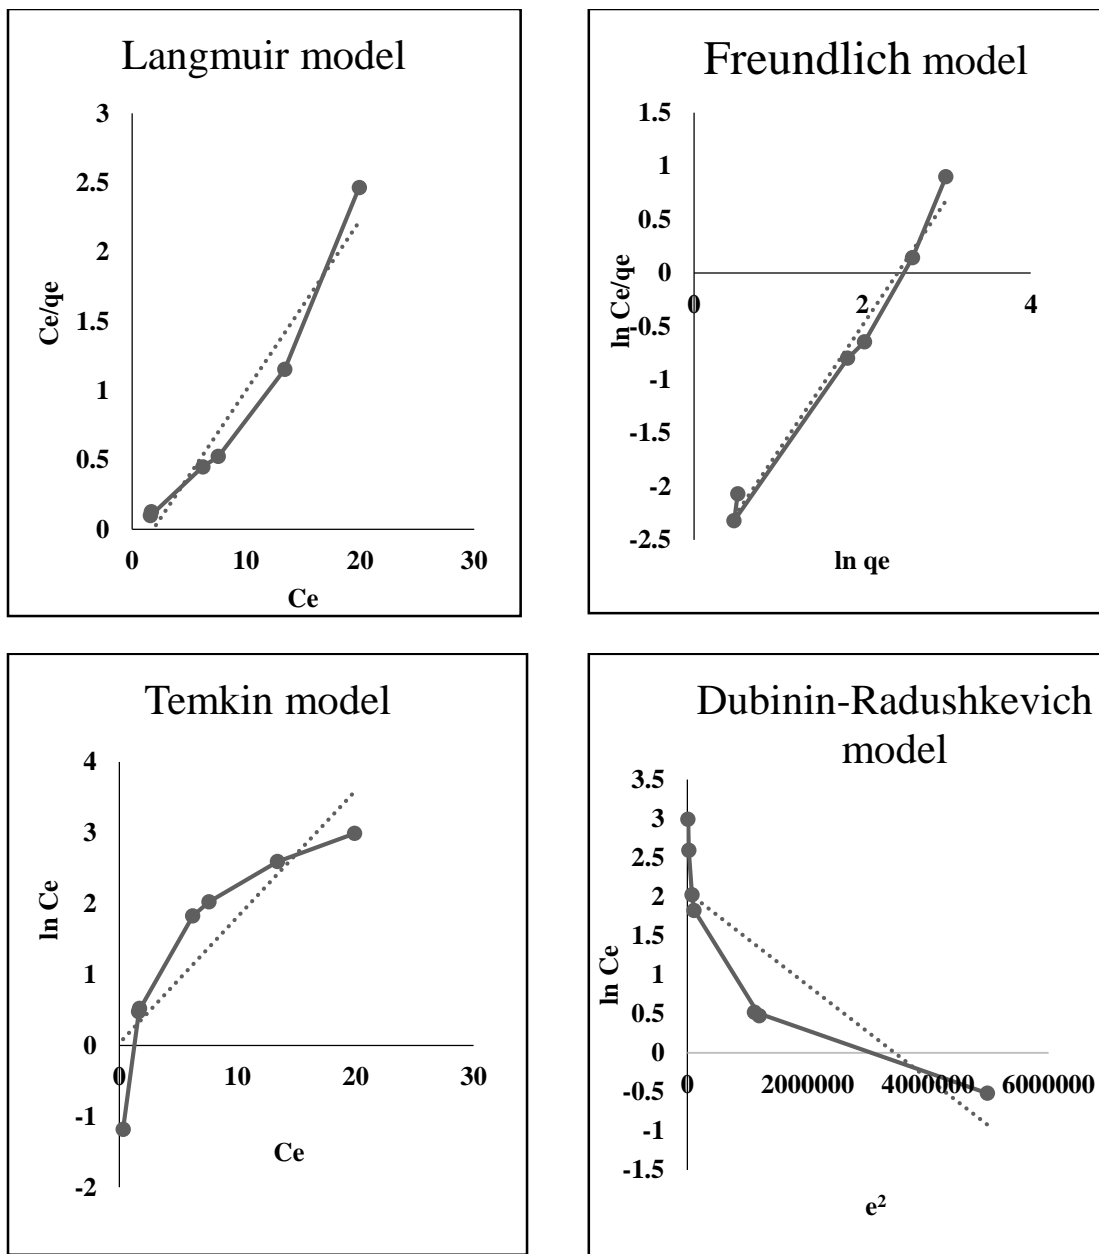 Langmuir model
3
2.5
2
1.5
1
0.5
0
0 10 20 30
Ce/qe
Ce
Freundlich model
1.5
1
0.5
0
-0.5
-1
-1.5
-2
-2.5
0 2 4
ln Ce/qe
ln qe
Temkin model
4
3
2
1
0
-1
-2
0 10 20 30
ln Ce
Ce
Dubinin-Radushkevich
model
3.5
3
2.5
2
1.5
1
0.5
0
-0.5
-1
-1.5
0 2000000 4000000 6000000
ln Ce
e²